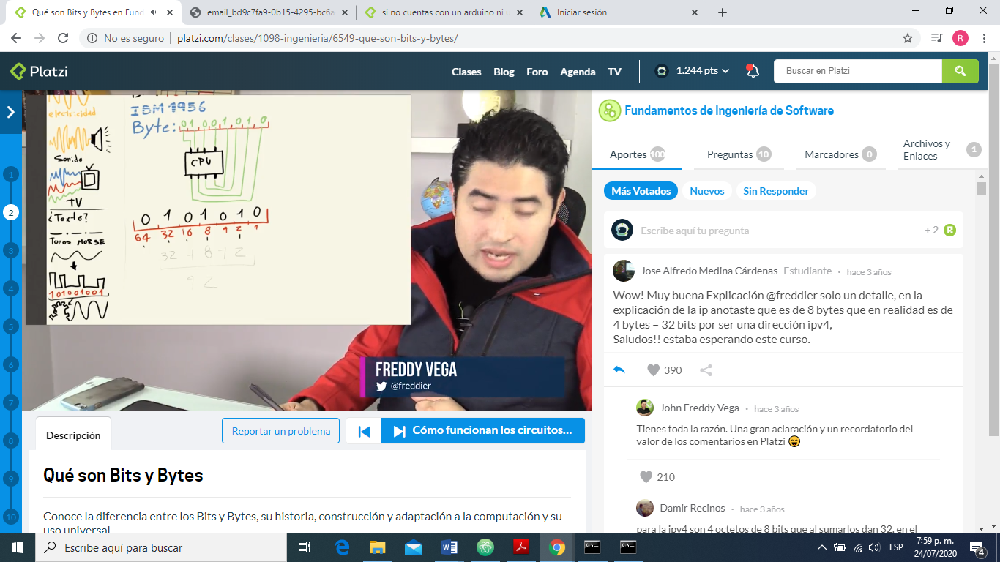 Qué son Bits y Bytes en Func
email_bd9c7fa9-0b15-4295-bc6a
si no cuentas con un arduino ni u
Iniciar sesión
No es seguro
platzi.com/clases/1098-ingenieria/6549-que-son-bits-y-bytes/
R
Platzi
Clases
Blog
Foro
Agenda
TV
1.244 pts
Buscar en Platzi
electricidad
Sonido
TV
¿Texto?
TONOS MORSE
101001001
IBM 1956
Byte: 01001010
CPU
0 1 0 1 0 1 0
64 32 16 8 4 2 1
32 + 8 + 2
42
FREDDY VEGA
@freddier
1
2
3
4
5
6
7
8
9
10
Fundamentos de Ingeniería de Software
Aportes 100
Preguntas 10
Marcadores 0
Archivos y Enlaces 1
Más Votados
Nuevos
Sin Responder
Escribe aquí tu pregunta
+ 2
Jose Alfredo Medina Cárdenas Estudiante · hace 3 años
Wow! Muy buena Explicación @freddier solo un detalle, en la
explicación de la ip anotaste que es de 8 bytes que en realidad es de
4 bytes = 32 bits por ser una dirección ipv4,
Saludos!! estaba esperando este curso.
390
John Freddy Vega · hace 3 años
Tienes toda la razón. Una gran aclaración y un recordatorio del
valor de los comentarios en Platzi
210
Damir Recinos · hace 3 años
para la ipv4 son 4 octetos de 8 bits que al sumarlos dan 32, en el
Descripción
Reportar un problema
Cómo funcionan los circuitos...
Qué son Bits y Bytes
Conoce la diferencia entre los Bits y Bytes, su historia, construcción y adaptación a la computación y su
uso universal
Escribe aquí para buscar
ESP
7:59 p. m.
24/07/2020
4